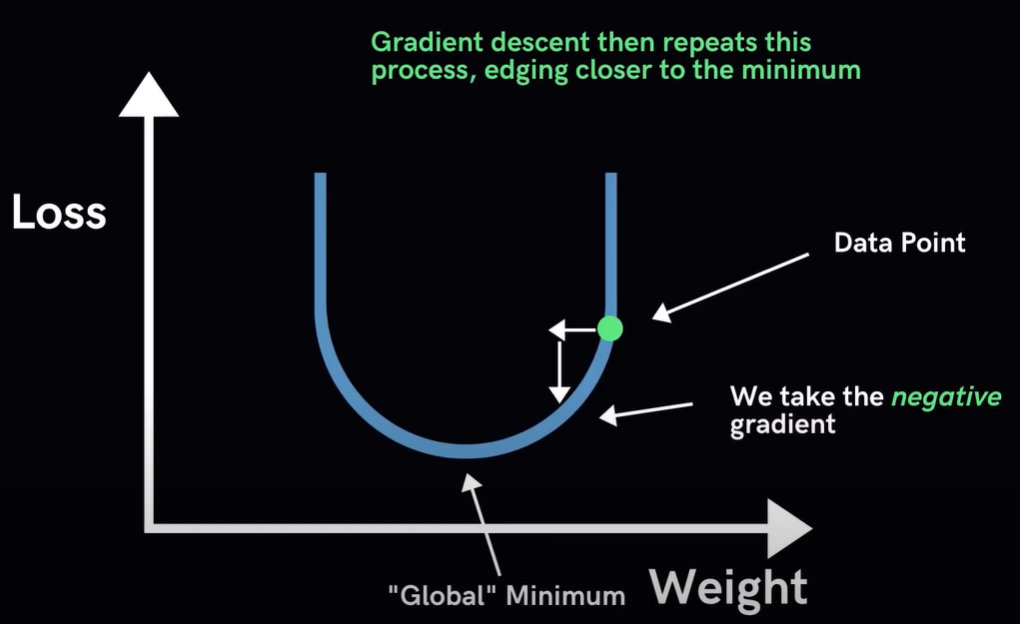 Gradient descent then repeats this
process, edging closer to the minimum
Loss
Data Point
We take the negative
gradient
"Global" Minimum
Weight